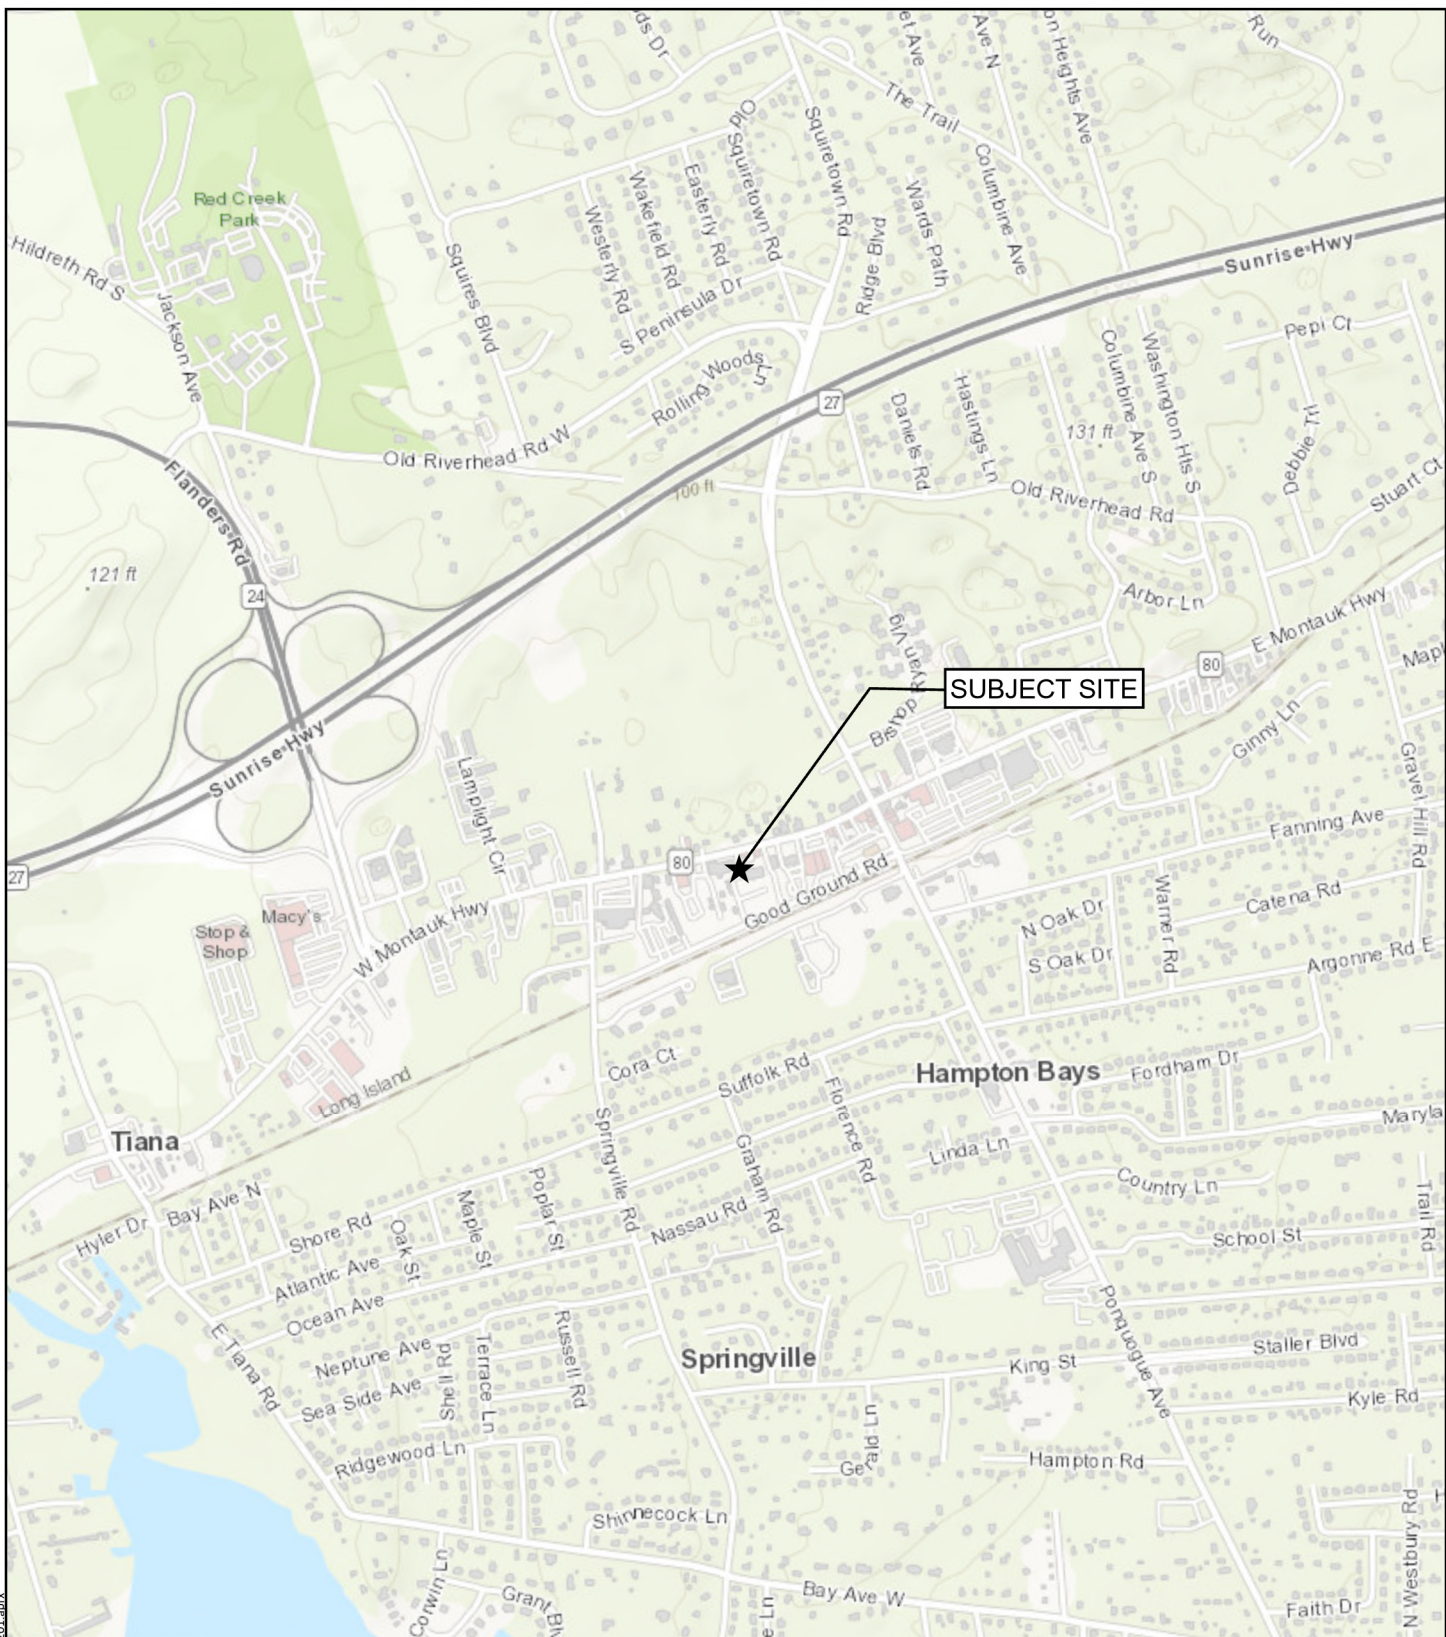 Run
The Trail
Old Squiretown Rd
Squiretown Rd
Columbine Ave
Wards Path
Ridge Blvd
Easterly Rd
Wakefield Rd
Westerly Rd
S Peninsula Dr
Squires Blvd
Red Creek
Park
Hildreth Rd S
Jackson Ave
Sunrise Hwy
Pepi Ct
Rolling Woods Ln
27
Columbine Ave S
Washington Hts S
Hastings Ln
Daniels Rd
131 ft
Debbie Trl
Stuart Ct
Old Riverhead Rd W
100 ft
Old Riverhead Rd
Flanders Rd
24
121 ft
Arbor Ln
E Montauk Hwy
80
Bishop Ryan Vlg
SUBJECT SITE
Ginny Ln
Sunrise Hwy
Lamplight Cir
Gravel Hill Rd
27
80
Fanning Ave
Good Ground Rd
Macy's
Stop &
Shop
W Montauk Hwy
N Oak Dr
S Oak Dr
Warner Rd
Catena Rd
Argonne Rd E
Cora Ct
Suffolk Rd
Hampton Bays
Fordham Dr
Long Island
Tiana
Springville Rd
Florence Rd
Graham Rd
Linda Ln
Country Ln
Trail Rd
Bay Ave N
Hyler Dr
Shore Rd
Oak St
Maple St
Poplar St
Nassau Rd
School St
Atlantic Ave
Ocean Ave
Ponquogue Ave
E Tiana Rd
Neptune Ave
Shell Rd
Terrace Ln
Russell Rd
Springville
King St
Staller Blvd
Sea Side Ave
Kyle Rd
Ridgewood Ln
Hampton Rd
Shinnecock Ln
N Westbury Rd
Corwin Ln
Bay Ave W
Faith Dr